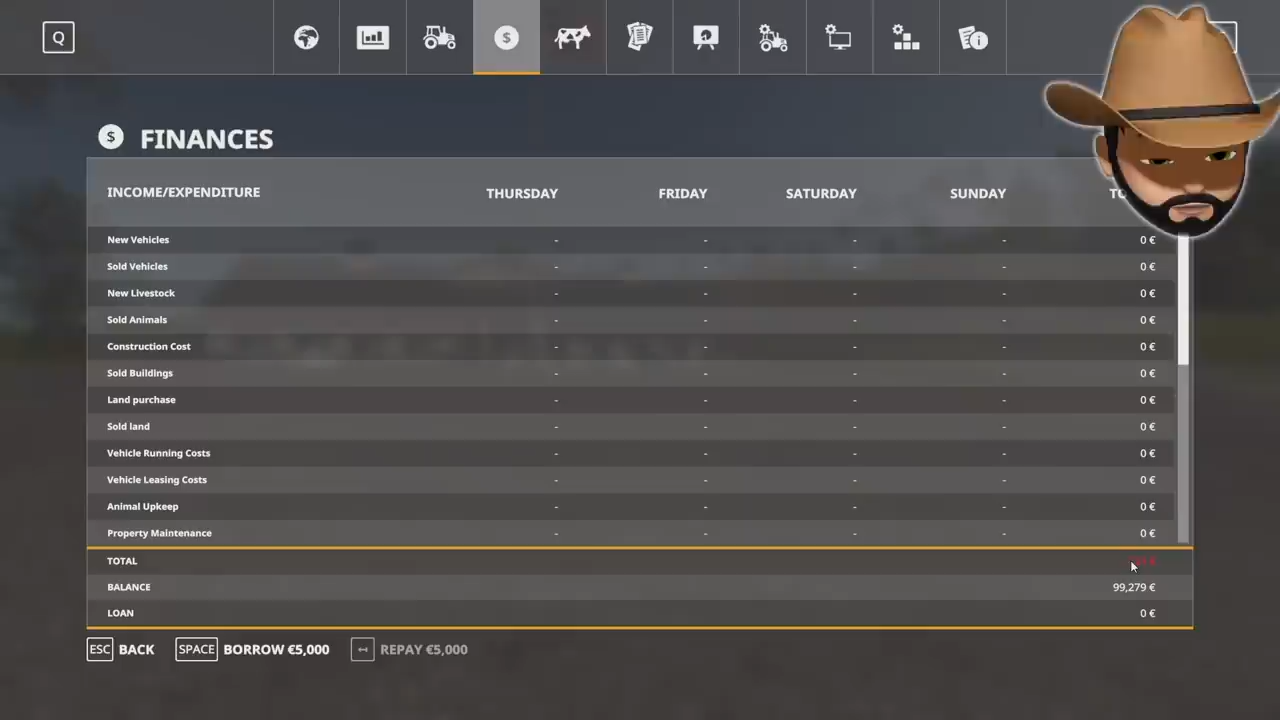 Q
FINANCES
INCOME/EXPENDITURE THURSDAY FRIDAY SATURDAY SUNDAY
New Vehicles - - - - 0 €
Sold Vehicles - - - - 0 €
New Livestock - - - - 0 €
Sold Animals - - - - 0 €
Construction Cost - - - - 0 €
Sold Buildings - - - - 0 €
Land purchase - - - - 0 €
Sold land - - - - 0 €
Vehicle Running Costs - - - - 0 €
Vehicle Leasing Costs - - - - 0 €
Animal Upkeep - - - - 0 €
Property Maintenance - - - - 0 €
TOTAL
BALANCE 99,279 €
LOAN 0 €
ESC BACK SPACE BORROW €5,000 REPAY €5,000